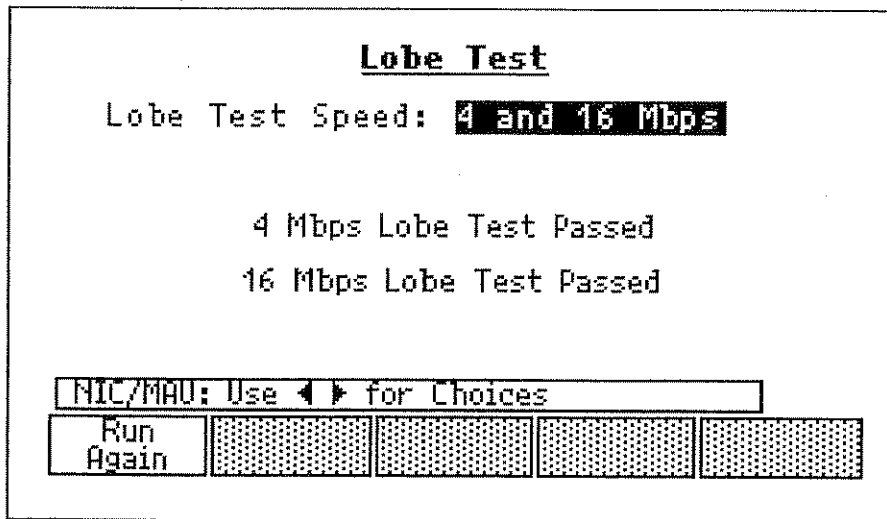 Lobe Test
Lobe Test Speed: 4 and 16 Mbps
4 Mbps Lobe Test Passed
16 Mbps Lobe Test Passed
NIC/MAU: Use ◀ ▶ for Choices
Run
Again